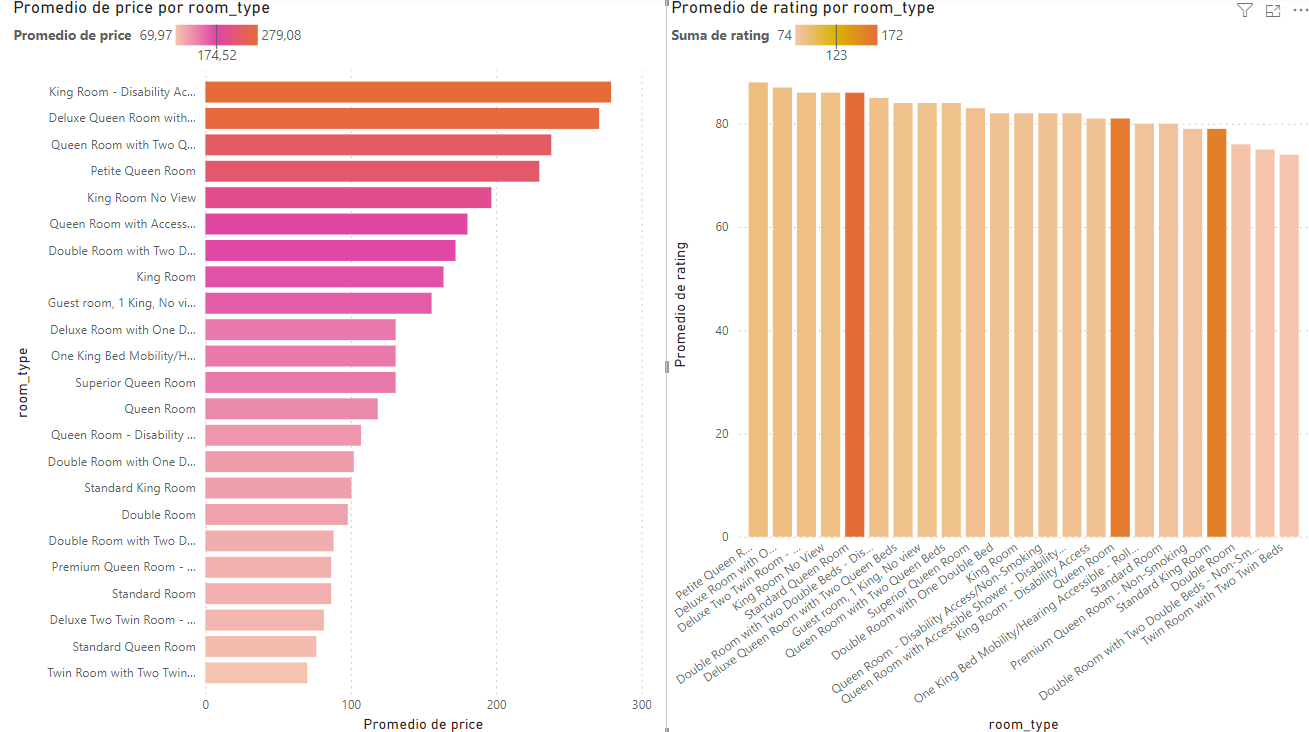 Promedio de price por room_type
Promedio de price 69,97 279,08
174,52
King Room - Disability Ac...
Deluxe Queen Room with...
Queen Room with Two Q...
Petite Queen Room
King Room No View
Queen Room with Access...
Double Room with Two D...
King Room
Guest room, 1 King, No vi...
Deluxe Room with One D...
One King Bed Mobility/H...
Superior Queen Room
Queen Room
Queen Room - Disability ...
Double Room with One D...
Standard King Room
Double Room
Double Room with Two D...
Premium Queen Room - ...
Standard Room
Deluxe Two Twin Room - ...
Standard Queen Room
Twin Room with Two Twin...
room_type
0 100 200 300
Promedio de price
Promedio de rating por room_type
Suma de rating 74 172
123
80
60
40
20
0
Promedio de rating
Petite Queen R...
Deluxe Room with O...
Deluxe Two Twin Room - ...
King Room No View
Standard Queen Room
Double Room with Two Double Beds - Dis...
Deluxe Queen Room with Two Queen Beds
Guest room, 1 King, No view
Queen Room with Two Queen Beds
Superior Queen Room
Double Room with One Double Bed
King Room
Queen Room - Disability Access/Non-Smoking
Queen Room with Accessible Shower - Disability...
King Room - Disability Access
Queen Room
One King Bed Mobility/Hearing Accessible - Roll...
Standard Room
Premium Queen Room - Non-Smoking
Standard King Room
Double Room
Double Room with Two Double Beds - Non-Sm...
Twin Room with Two Twin Beds
room_type